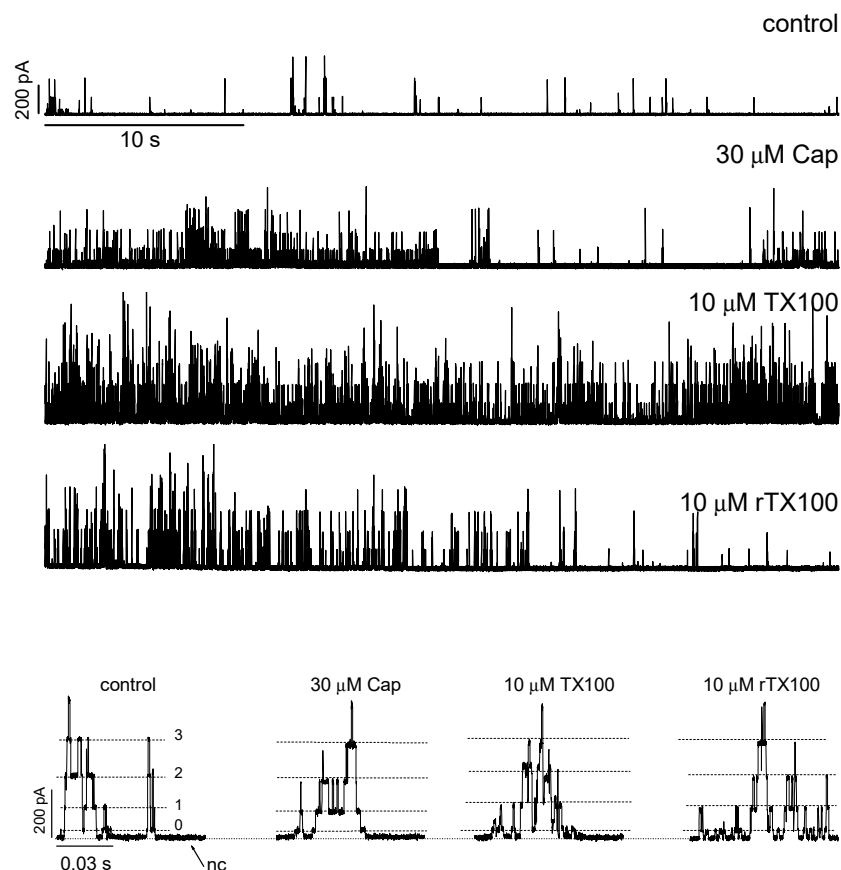 control
200 pA
10 s
30 μM Cap
10 μM TX100
10 μM rTX100
control
30 μM Cap
10 μM TX100
10 μM rTX100
3
2
1
0
200 pA
0.03 s
nc